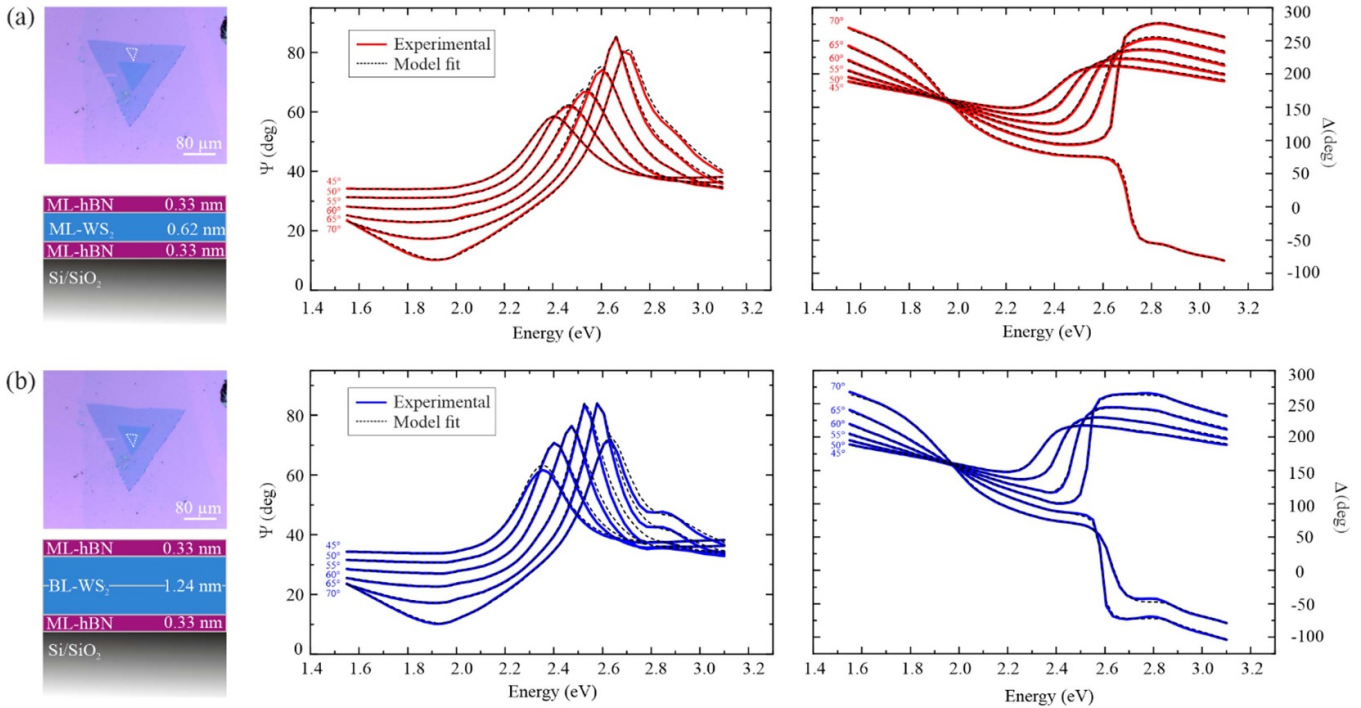 (a)
80 µm
ML-hBN 0.33 nm
ML-WS2 0.62 nm
ML-hBN 0.33 nm
Si/SiO2
Experimental
Model fit
Ψ (deg)
80
60
40
20
0
45°
50°
55°
60°
65°
70°
1.4 1.6 1.8 2.0 2.2 2.4 2.6 2.8 3.0 3.2
Energy (eV)
70°
65°
60°
55°
50°
45°
300
250
200
150
100
50
0
-50
-100
Δ(deg)
1.4 1.6 1.8 2.0 2.2 2.4 2.6 2.8 3.0 3.2
Energy (eV)
(b)
80 µm
ML-hBN 0.33 nm
BL-WS2 1.24 nm
ML-hBN 0.33 nm
Si/SiO2
Experimental
Model fit
Ψ (deg)
80
60
40
20
0
45°
50°
55°
60°
65°
70°
1.4 1.6 1.8 2.0 2.2 2.4 2.6 2.8 3.0 3.2
Energy (eV)
70°
65°
60°
55°
50°
45°
300
250
200
150
100
50
0
-50
-100
Δ(deg)
1.4 1.6 1.8 2.0 2.2 2.4 2.6 2.8 3.0 3.2
Energy (eV)